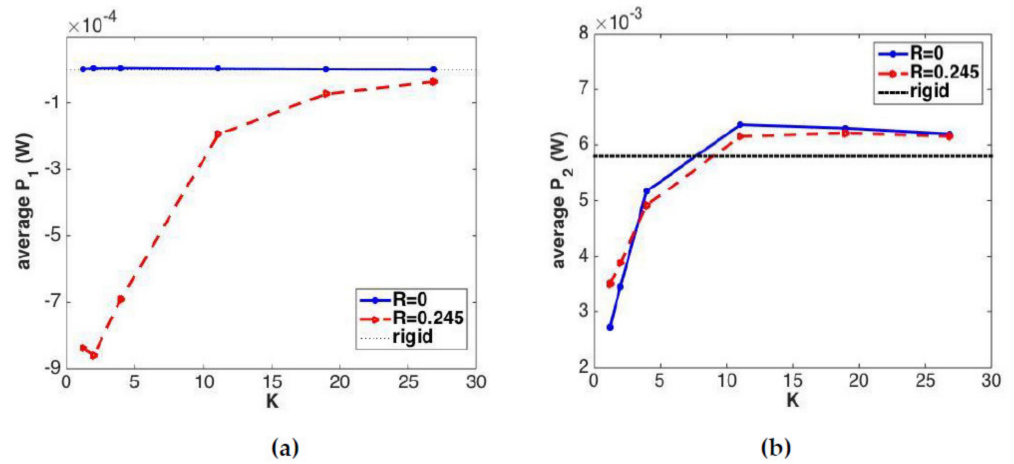 ×10⁻⁴
-1
-3
-5
-7
-9
average P₁ (W)
0 5 10 15 20 25 30
K
R=0
R=0.245
rigid
(a)
×10⁻³
8
7
6
5
4
3
2
average P₂ (W)
0 5 10 15 20 25 30
K
R=0
R=0.245
rigid
(b)